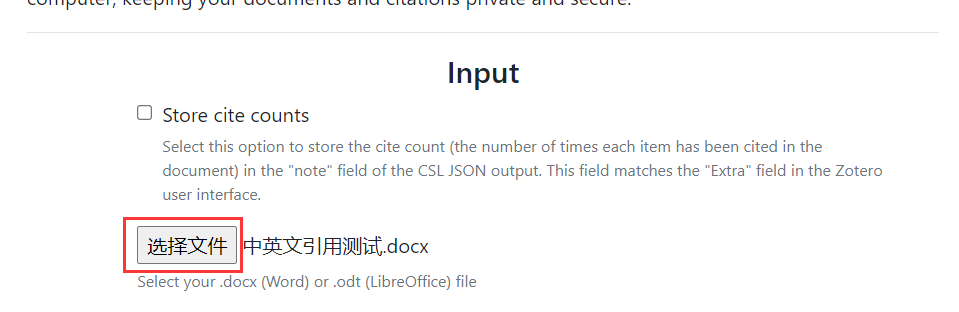 computer, keeping your documents and citations private and secure.
Input
Store cite counts
Select this option to store the cite count (the number of times each item has been cited in the
document) in the "note" field of the CSL JSON output. This field matches the "Extra" field in the Zotero
user interface.
选择文件 中英文引用测试.docx
Select your .docx (Word) or .odt (LibreOffice) file